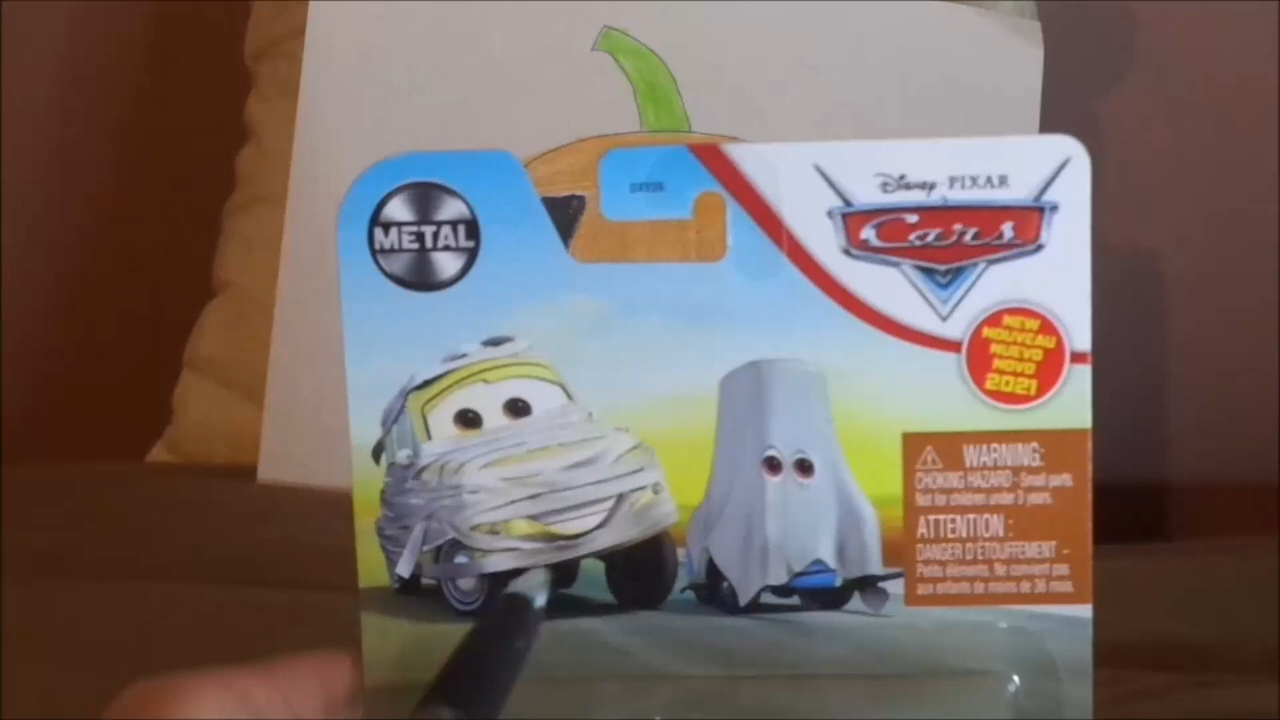 METAL
Disney PIXAR
Cars
NEW
NOUVEAU
NUEVO
NOVO
2021
WARNING:
CHOKING HAZARD - Small parts
Not for children under 3 years.
ATTENTION :
DANGER D'ÉTOUFFEMENT –
Petits éléments. Ne convient pas
aux enfants de moins de 36 mois.